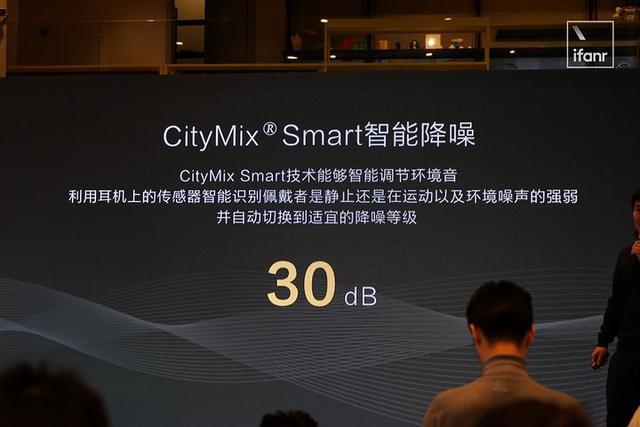 ifanr
CityMix® Smart智能降噪
CityMix Smart技术能够智能调节环境音
利用耳机上的传感器智能识别佩戴者是静止还是在运动以及环境噪声的强弱
并自动切换到适宜的降噪等级
30 dB